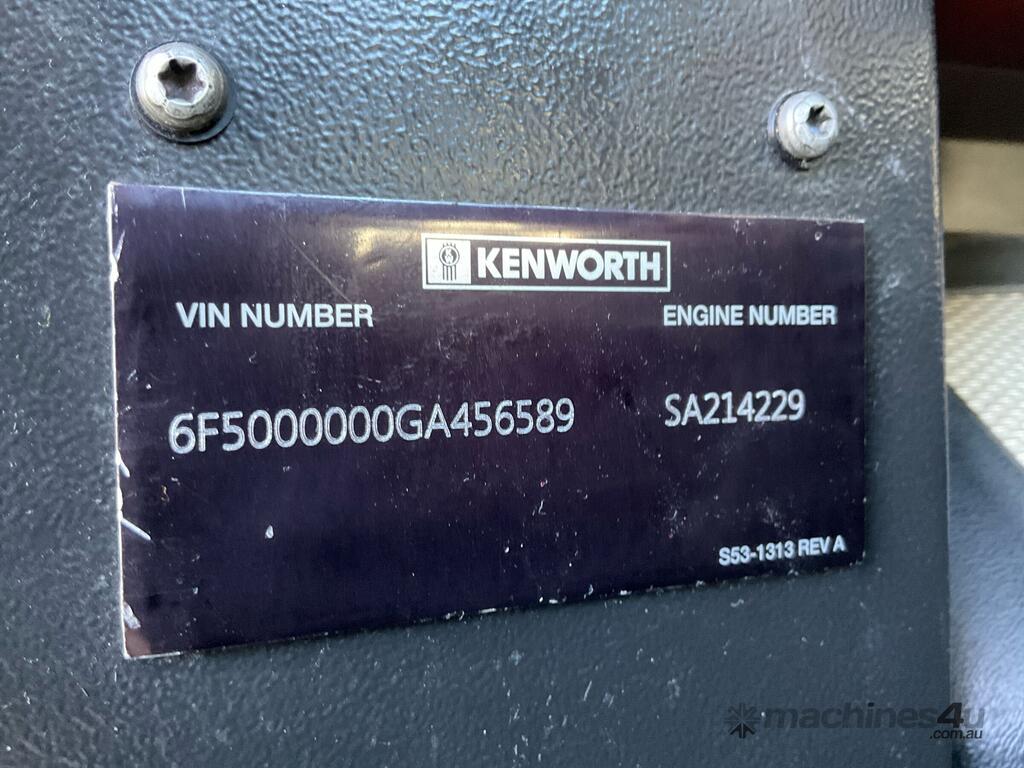 KENWORTH
VIN NUMBER
ENGINE NUMBER
6F5000000GA456589
SA214229
S53-1313 REV A
machines4u
.com.au